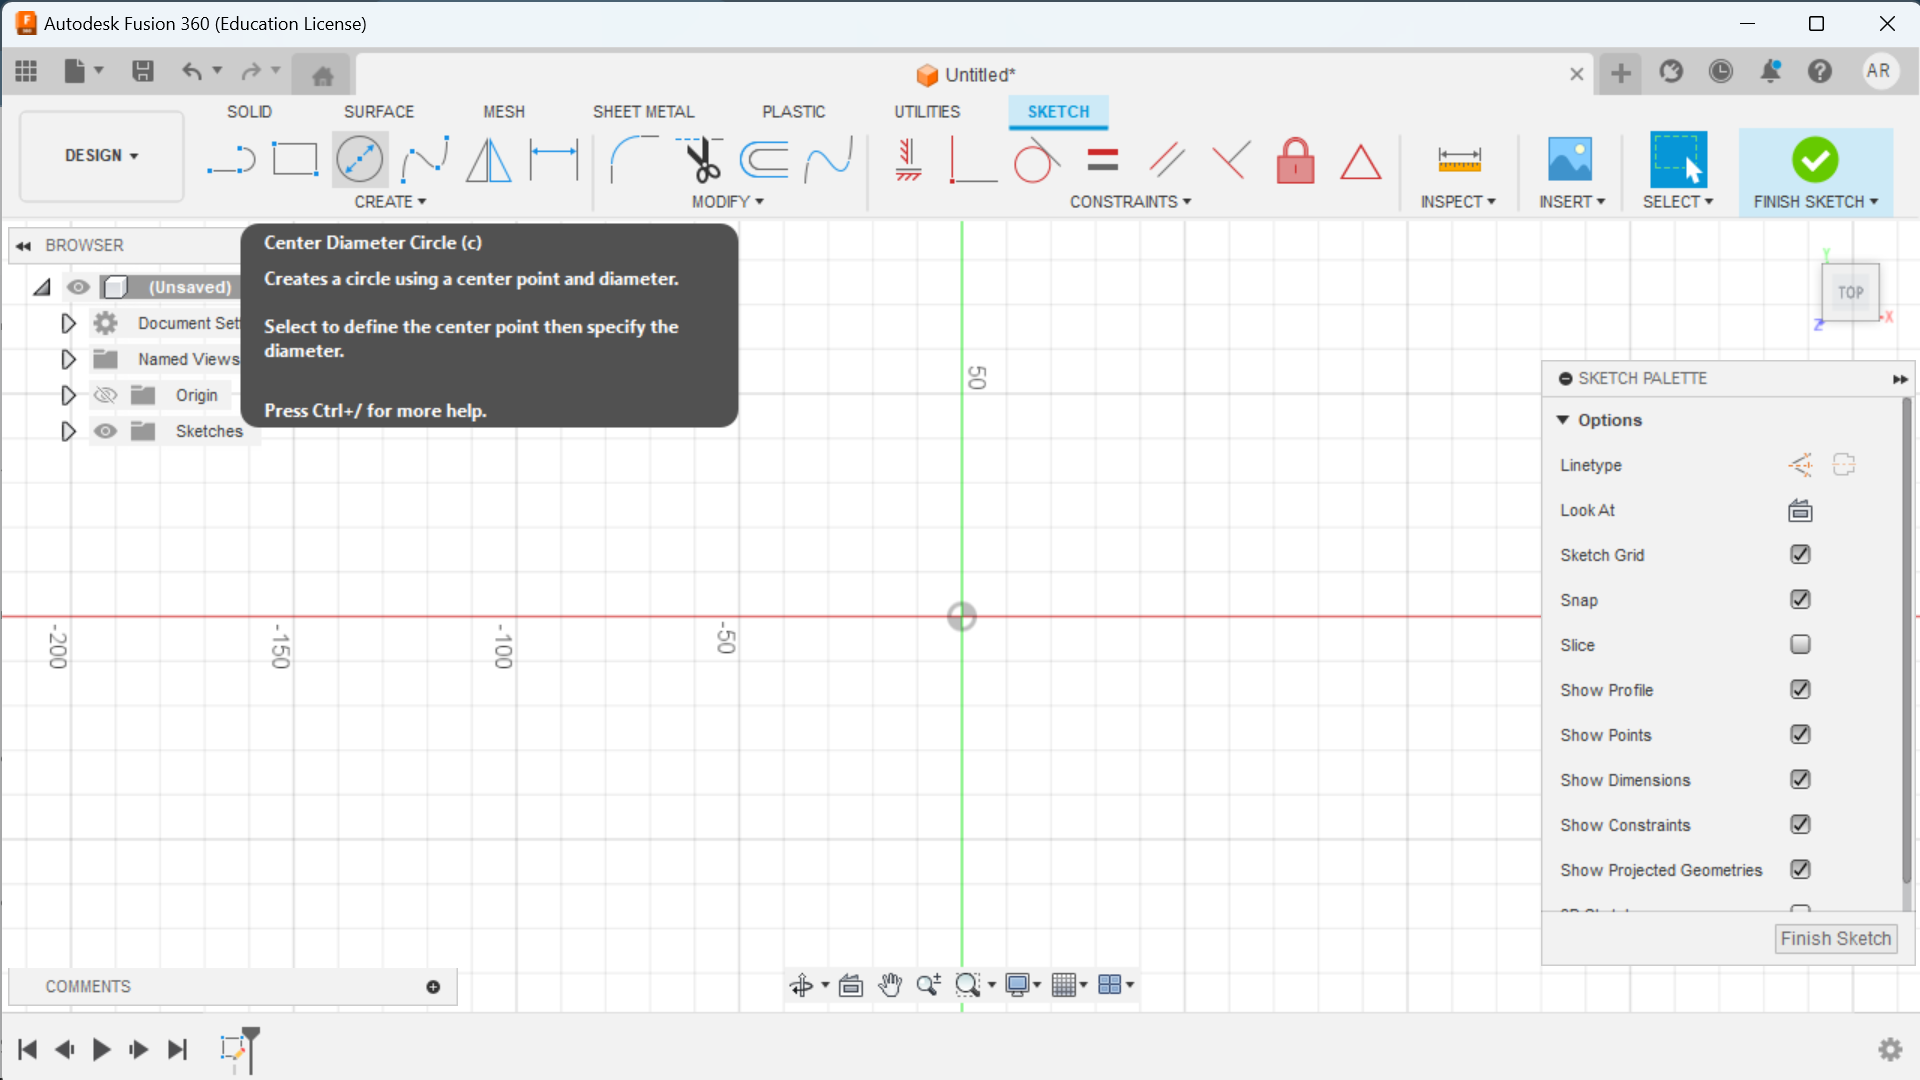 Autodesk Fusion 360 (Education License)
Untitled*
AR
SOLID
SURFACE
MESH
SHEET METAL
PLASTIC
UTILITIES
SKETCH
DESIGN
CREATE
MODIFY
CONSTRAINTS
INSPECT
INSERT
SELECT
FINISH SKETCH
BROWSER
(Unsaved)
Document Set
Named Views
Origin
Sketches
Center Diameter Circle (c)
Creates a circle using a center point and diameter.
Select to define the center point then specify the
diameter.
Press Ctrl+/ for more help.
Y
TOP
X
Z
50
-200
-150
-100
-50
SKETCH PALETTE
Options
Linetype
Look At
Sketch Grid
Snap
Slice
Show Profile
Show Points
Show Dimensions
Show Constraints
Show Projected Geometries
Finish Sketch
COMMENTS